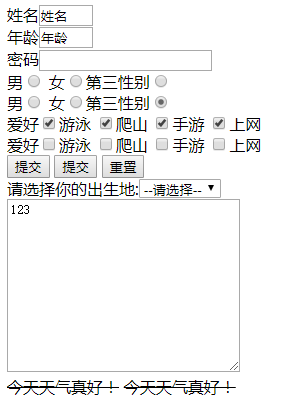 姓名 姓名
年龄 年龄
密码
男 女 第三性别
男 女 第三性别
爱好 游泳 爬山 手游 上网
爱好 游泳 爬山 手游 上网
提交 提交 重置
请选择你的出生地: --请选择--
123
今天天气真好！ 今天天气真好！